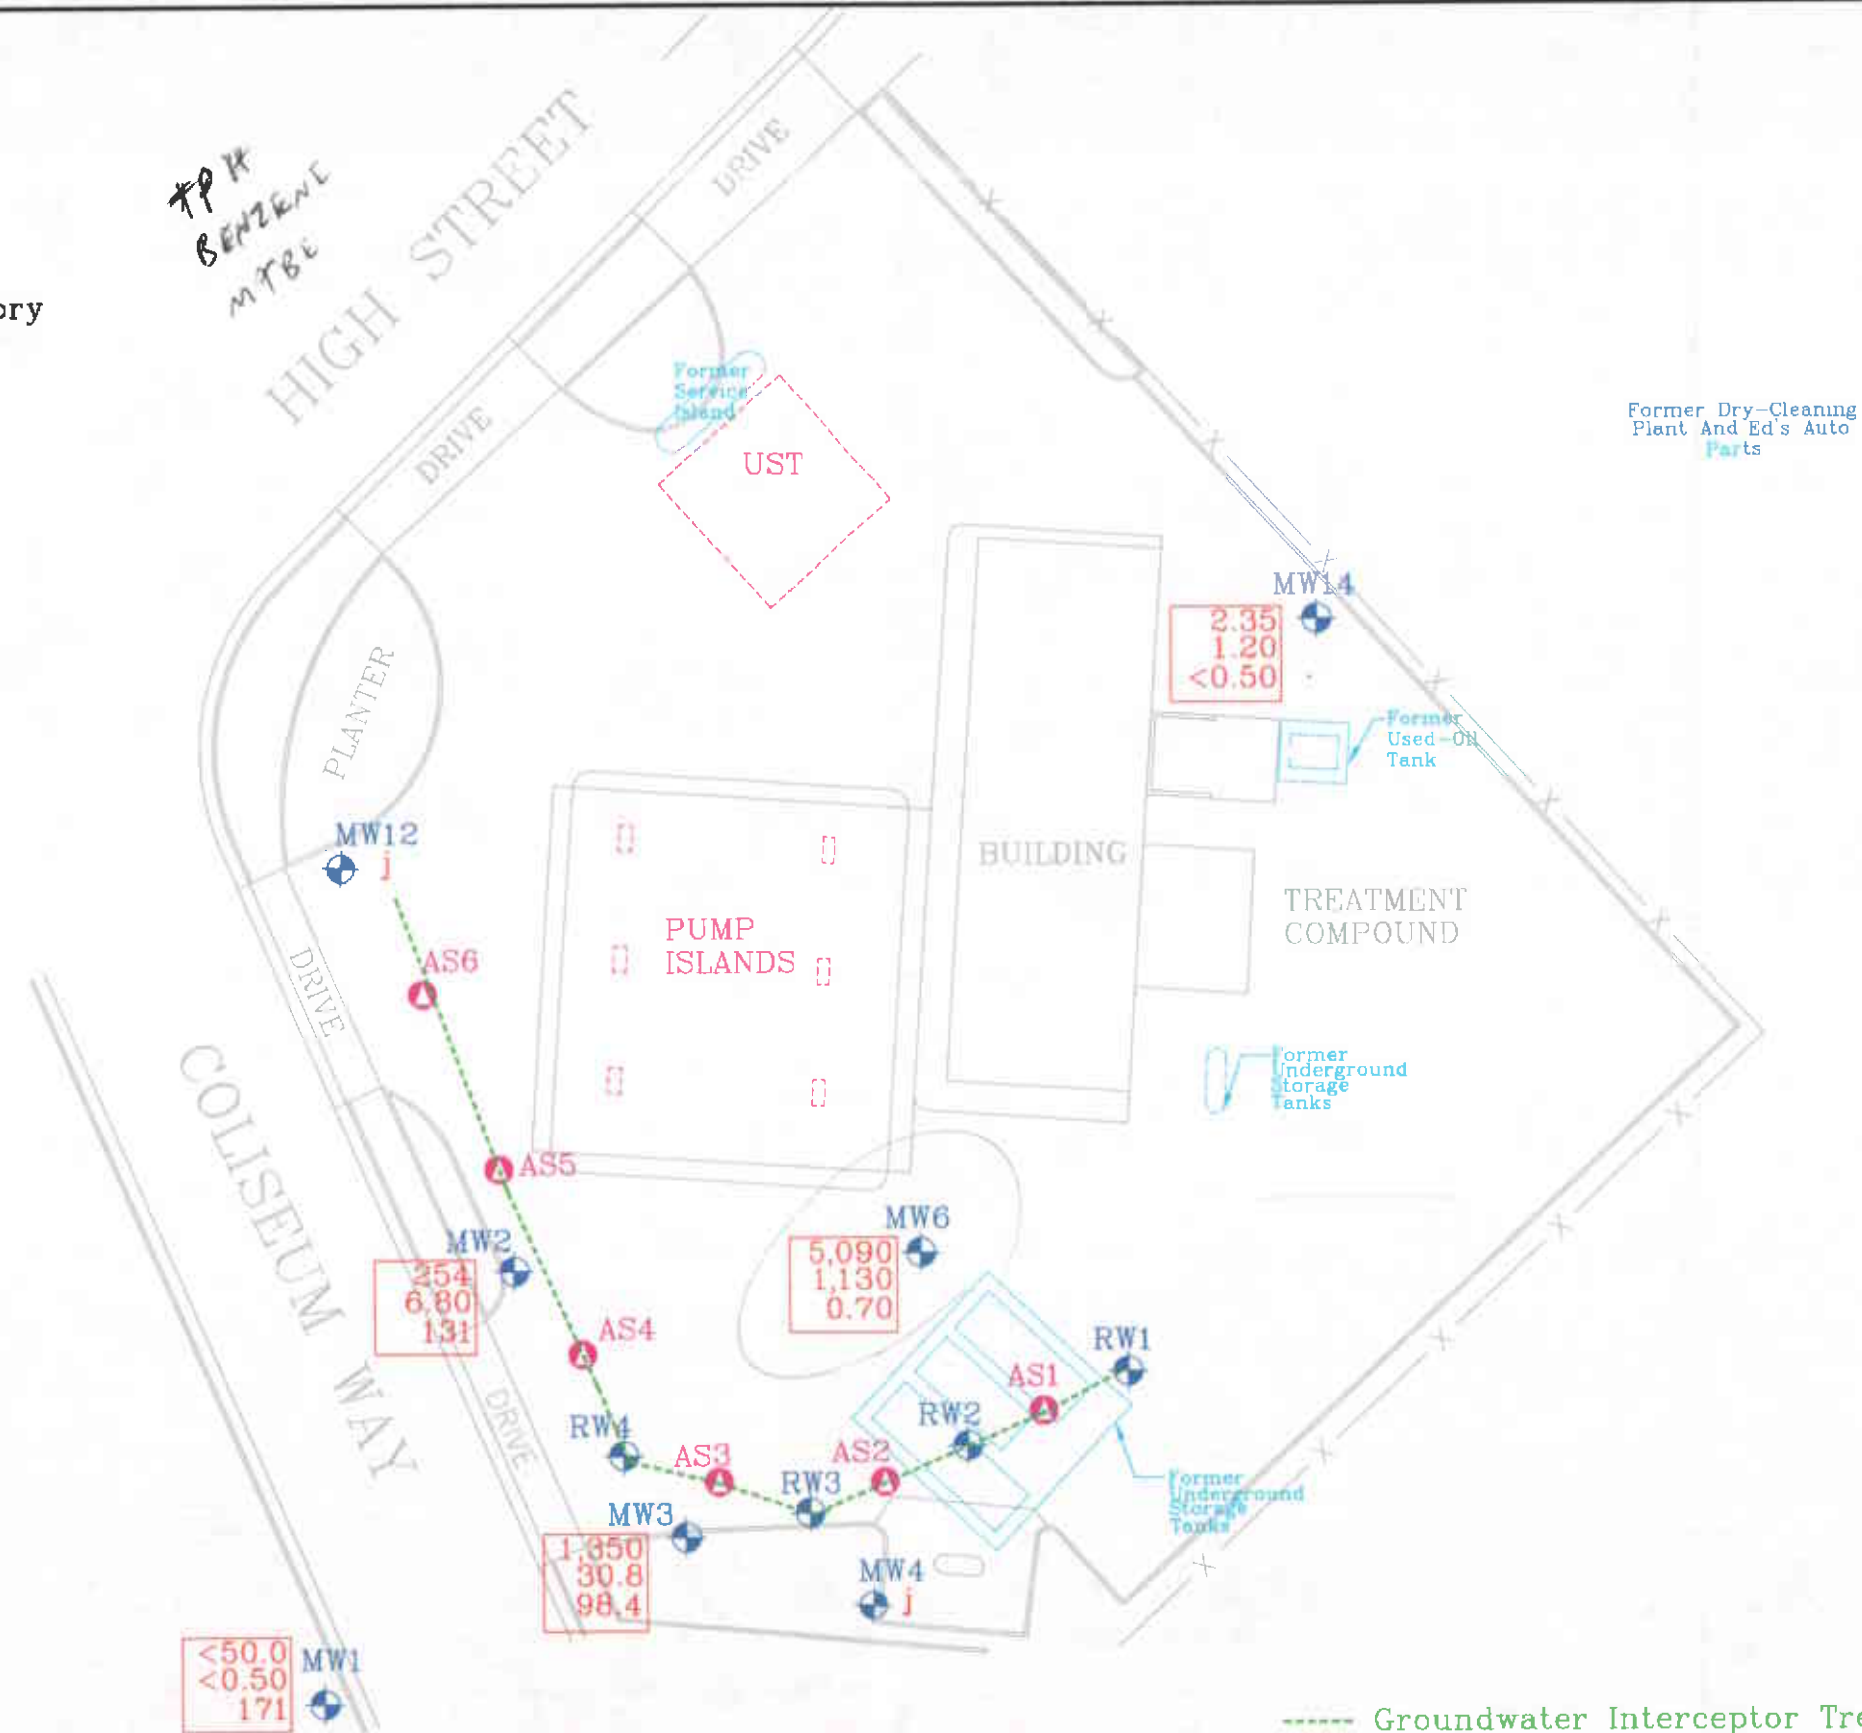 TPH
BENZENE
MTBE
HIGH STREET
DRIVE
ory
Former
Service
Island
DRIVE
UST
Former Dry-Cleaning
Plant And Ed's Auto
Parts
MW14
2.35
1.20
<0.50
PLANTER
Former
Used-Oil
Tank
MW12
j
BUILDING
TREATMENT
COMPOUND
PUMP
ISLANDS
AS6
DRIVE
Former
Underground
Storage
Tanks
COLISEUM WAY
AS5
MW6
5,090
1,130
0.70
MW2
254
6.80
131
AS4
RW1
AS1
RW2
DRIVE
RW4
AS3
AS2
RW3
Former
Underground
Storage
Tanks
MW3
1,350
30.8
98.4
MW4
j
<50.0
<0.50
171
MW1
Groundwater Interceptor Tre